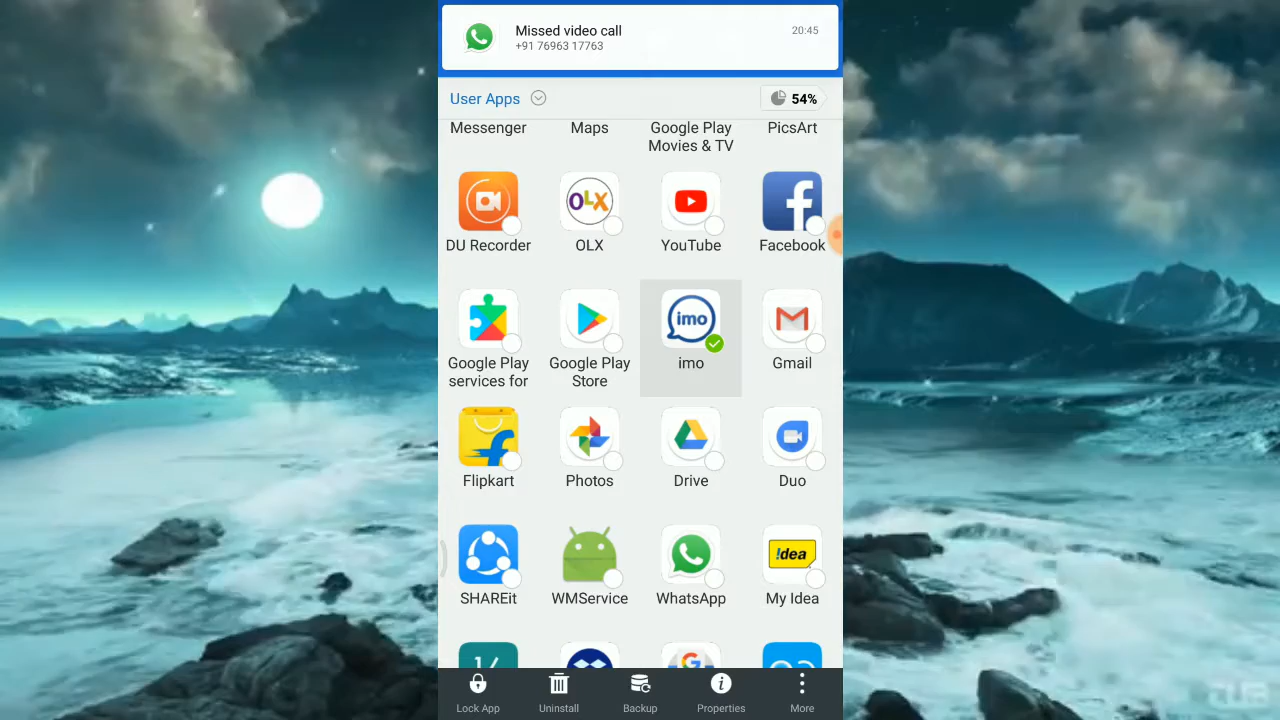 Missed video call
20:45
+91 76963 17763
User Apps
54%
Messenger
Maps
Google Play
Movies & TV
PicsArt
OLX
DU Recorder
OLX
YouTube
Facebook
imo
Google Play
services for
Google Play
Store
imo
Gmail
Flipkart
Photos
Drive
Duo
!dea
SHAREit
WMService
WhatsApp
My Idea
Lock App
Uninstall
Backup
Properties
More